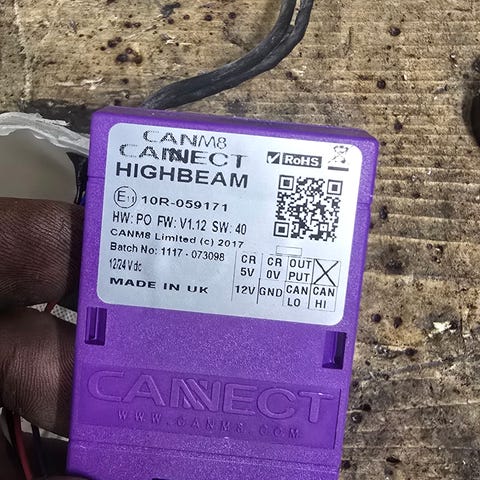 CANM8
CANNECT
HIGHBEAM
RoHS
E11 10R-059171
HW: PO FW: V1.12 SW: 40
CANM8 Limited (c) 2017
Batch No: 1117 - 073098
12/24 Vdc
MADE IN UK
CR 5V
CR 0V
OUT PUT
12V
GND
CAN LO
CAN HI
CANNECT
WWW.CANM8.COM